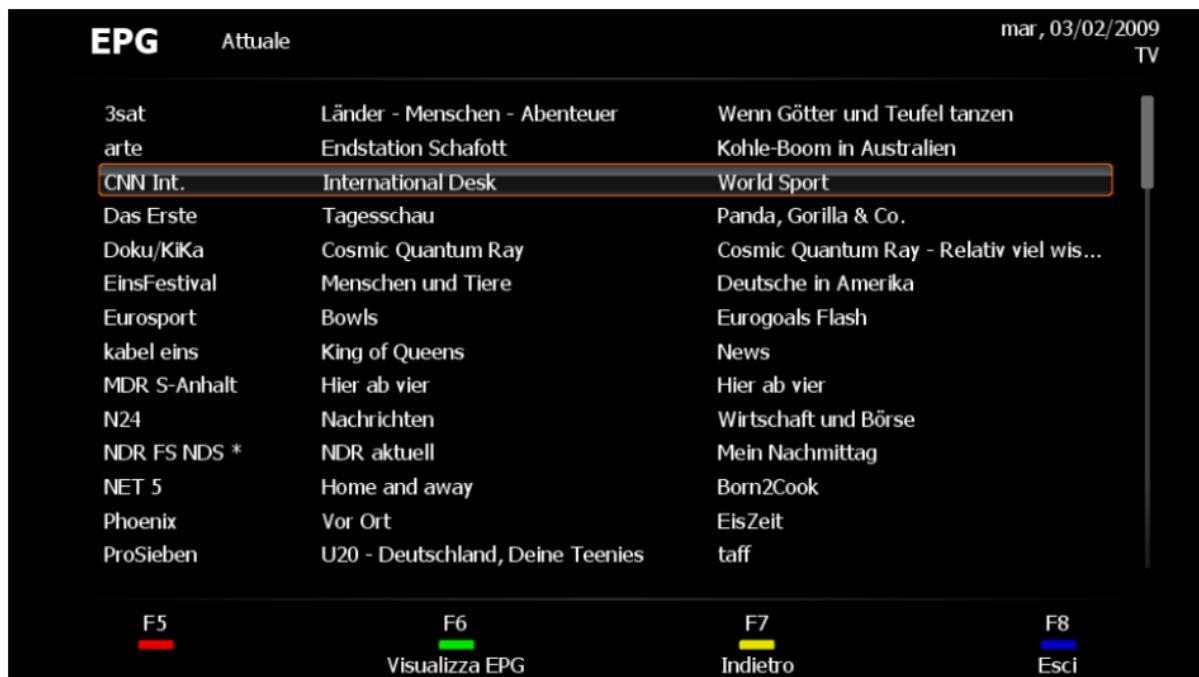 EPG Attuale mar, 03/02/2009
TV
3sat Länder - Menschen - Abenteuer Wenn Götter und Teufel tanzen
arte Endstation Schafott Kohle-Boom in Australien
CNN Int. International Desk World Sport
Das Erste Tagesschau Panda, Gorilla & Co.
Doku/KiKa Cosmic Quantum Ray Cosmic Quantum Ray - Relativ viel wis...
EinsFestival Menschen und Tiere Deutsche in Amerika
Eurosport Bowls Eurogoals Flash
kabel eins King of Queens News
MDR S-Anhalt Hier ab vier Hier ab vier
N24 Nachrichten Wirtschaft und Börse
NDR FS NDS * NDR aktuell Mein Nachmittag
NET 5 Home and away Born2Cook
Phoenix Vor Ort EisZeit
ProSieben U20 - Deutschland, Deine Teenies taff
F5 F6 F7 F8
Visualizza EPG Indietro Esci